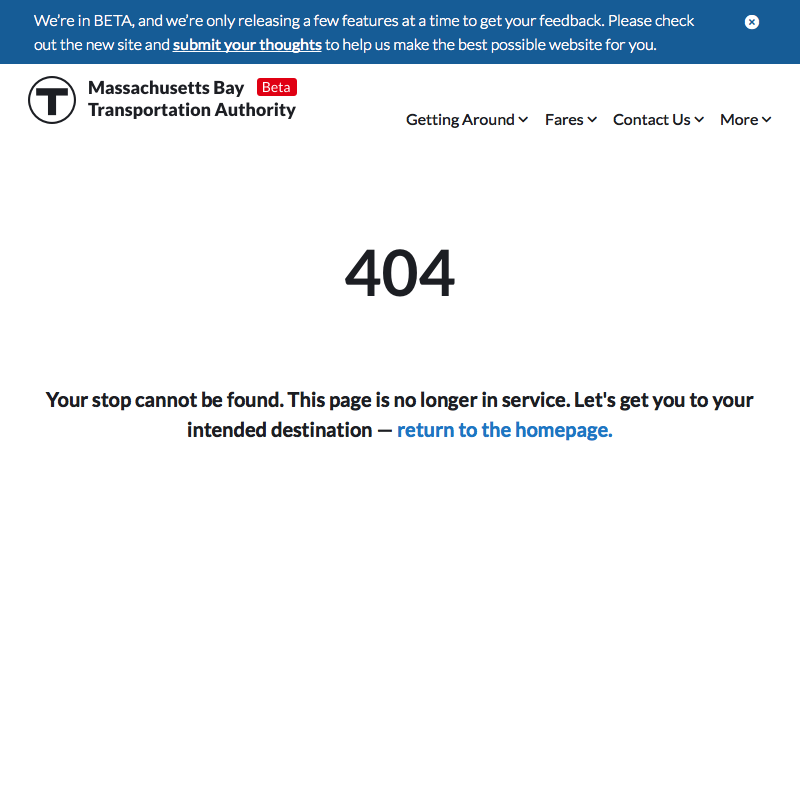 We're in BETA, and we're only releasing a few features at a time to get your feedback. Please check
out the new site and submit your thoughts to help us make the best possible website for you.
T
Massachusetts Bay Beta
Transportation Authority
Getting Around Fares Contact Us More
404
Your stop cannot be found. This page is no longer in service. Let's get you to your
intended destination — return to the homepage.